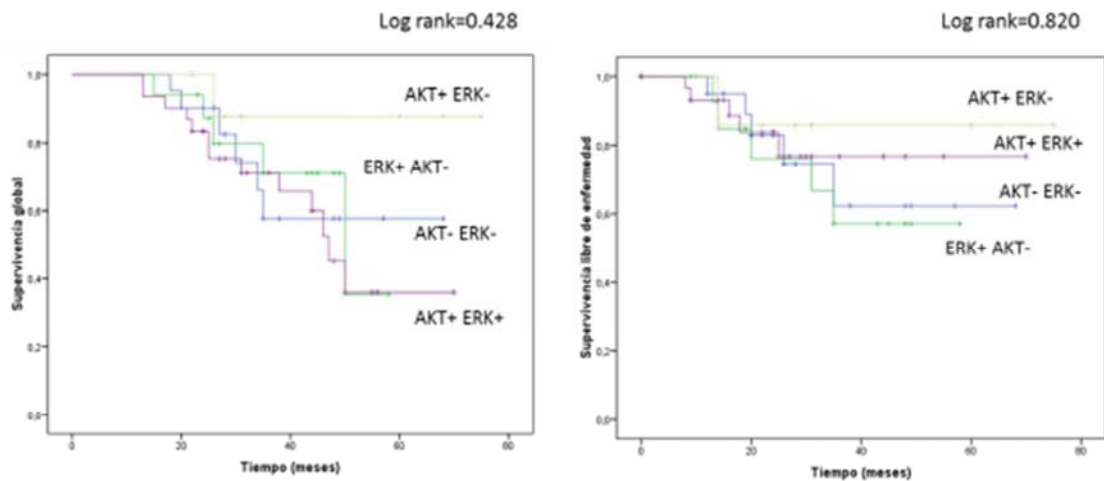 Log rank=0.428
Supervivencia global
1,0
0,8
0,6
0,4
0,2
0,0
AKT+ ERK-
ERK+ AKT-
AKT- ERK-
AKT+ ERK+
0 20 40 60 80
Tiempo (meses)
Log rank=0.820
Supervivencia libre de enfermedad
1,0
0,8
0,6
0,4
0,2
0,0
AKT+ ERK-
AKT+ ERK+
AKT- ERK-
ERK+ AKT-
0 20 40 60 80
Tiempo (meses)